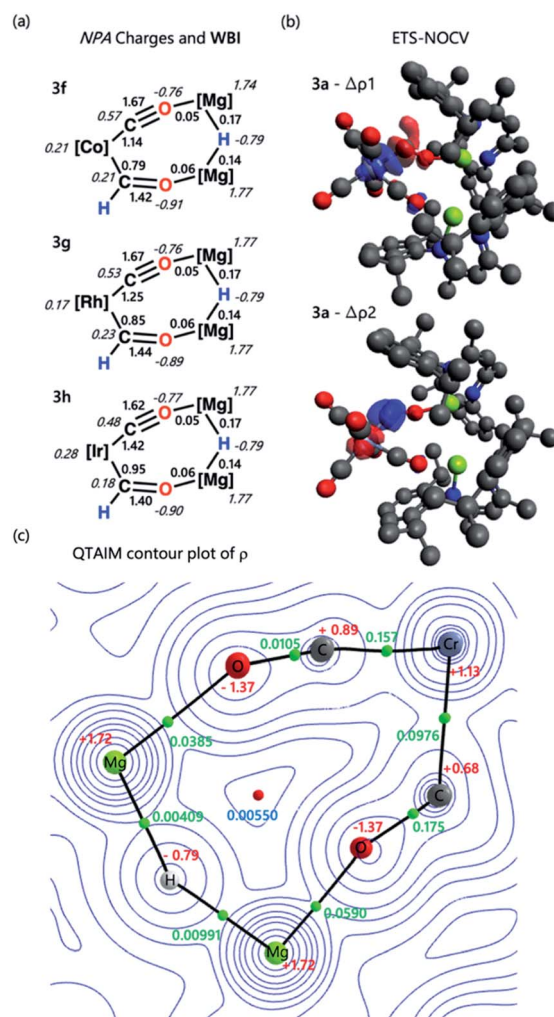 (a)
NPA Charges and WBI
3f
-0.76
1.74
1.67
O
[Mg]
0.57
C
0.05
0.17
0.21 [Co]
1.14
H -0.79
0.79
0.14
0.21
C
0.06
[Mg]
O
1.42
-0.91
1.77
H
3g
-0.76
1.77
1.67
O
[Mg]
0.53
C
0.05
0.17
0.17 [Rh]
1.25
H -0.79
0.85
0.14
0.23
C
0.06
[Mg]
O
1.44
-0.89
1.77
H
3h
-0.77
1.77
1.62
O
[Mg]
0.48
C
0.05
0.17
0.28 [Ir]
1.42
H -0.79
0.95
0.14
0.18
C
0.06
[Mg]
O
1.40
-0.90
1.77
H
(b)
ETS-NOCV
3a - Δρ1
3a - Δρ2
(c)
QTAIM contour plot of ρ
+ 0.89
0.0105
C
0.157
Cr
O
+1.13
- 1.37
+1.72
0.0385
0.0976
Mg
+0.68
0.00550
C
0.00409
-1.37
0.175
O
- 0.79
H
0.0590
0.00991
Mg
+1.72